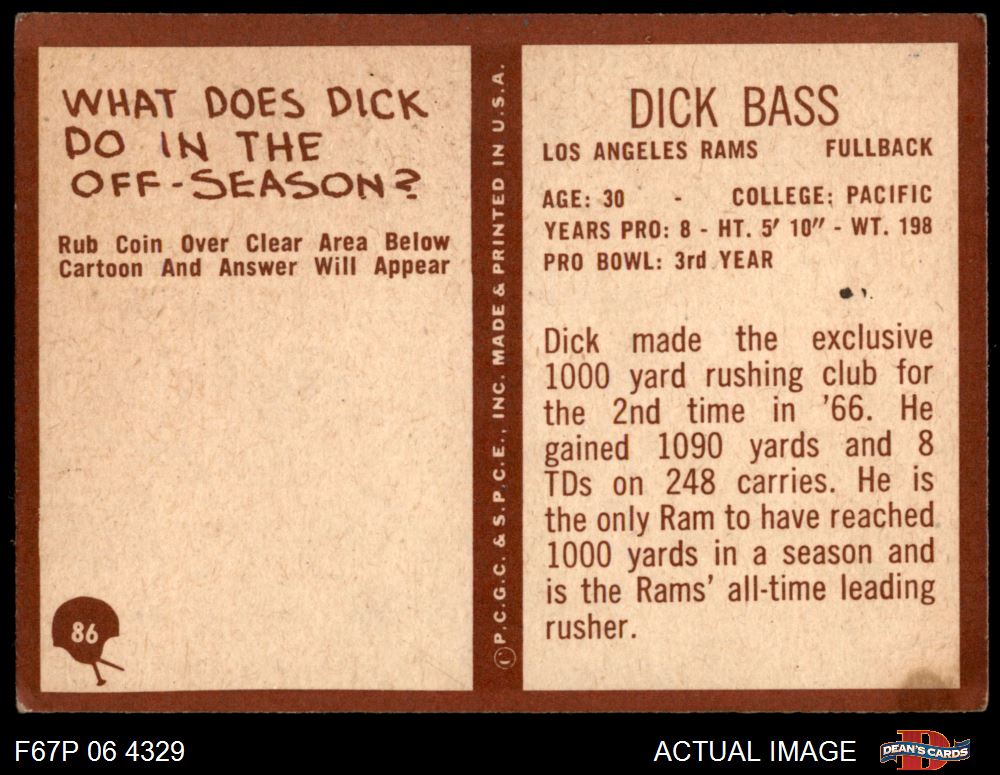 WHAT DOES DICK
DO IN THE
OFF-SEASON?
Rub Coin Over Clear Area Below
Cartoon And Answer Will Appear
86
© P.C.G.C. & S.P.C.E., INC. MADE & PRINTED IN U.S.A.
DICK BASS
LOS ANGELES RAMS FULLBACK
AGE: 30 - COLLEGE: PACIFIC
YEARS PRO: 8 - HT. 5' 10" - WT. 198
PRO BOWL: 3rd YEAR
Dick made the exclusive
1000 yard rushing club for
the 2nd time in '66. He
gained 1090 yards and 8
TDs on 248 carries. He is
the only Ram to have reached
1000 yards in a season and
is the Rams' all-time leading
rusher.
F67P 06 4329
ACTUAL IMAGE
D
DEAN'S CARDS